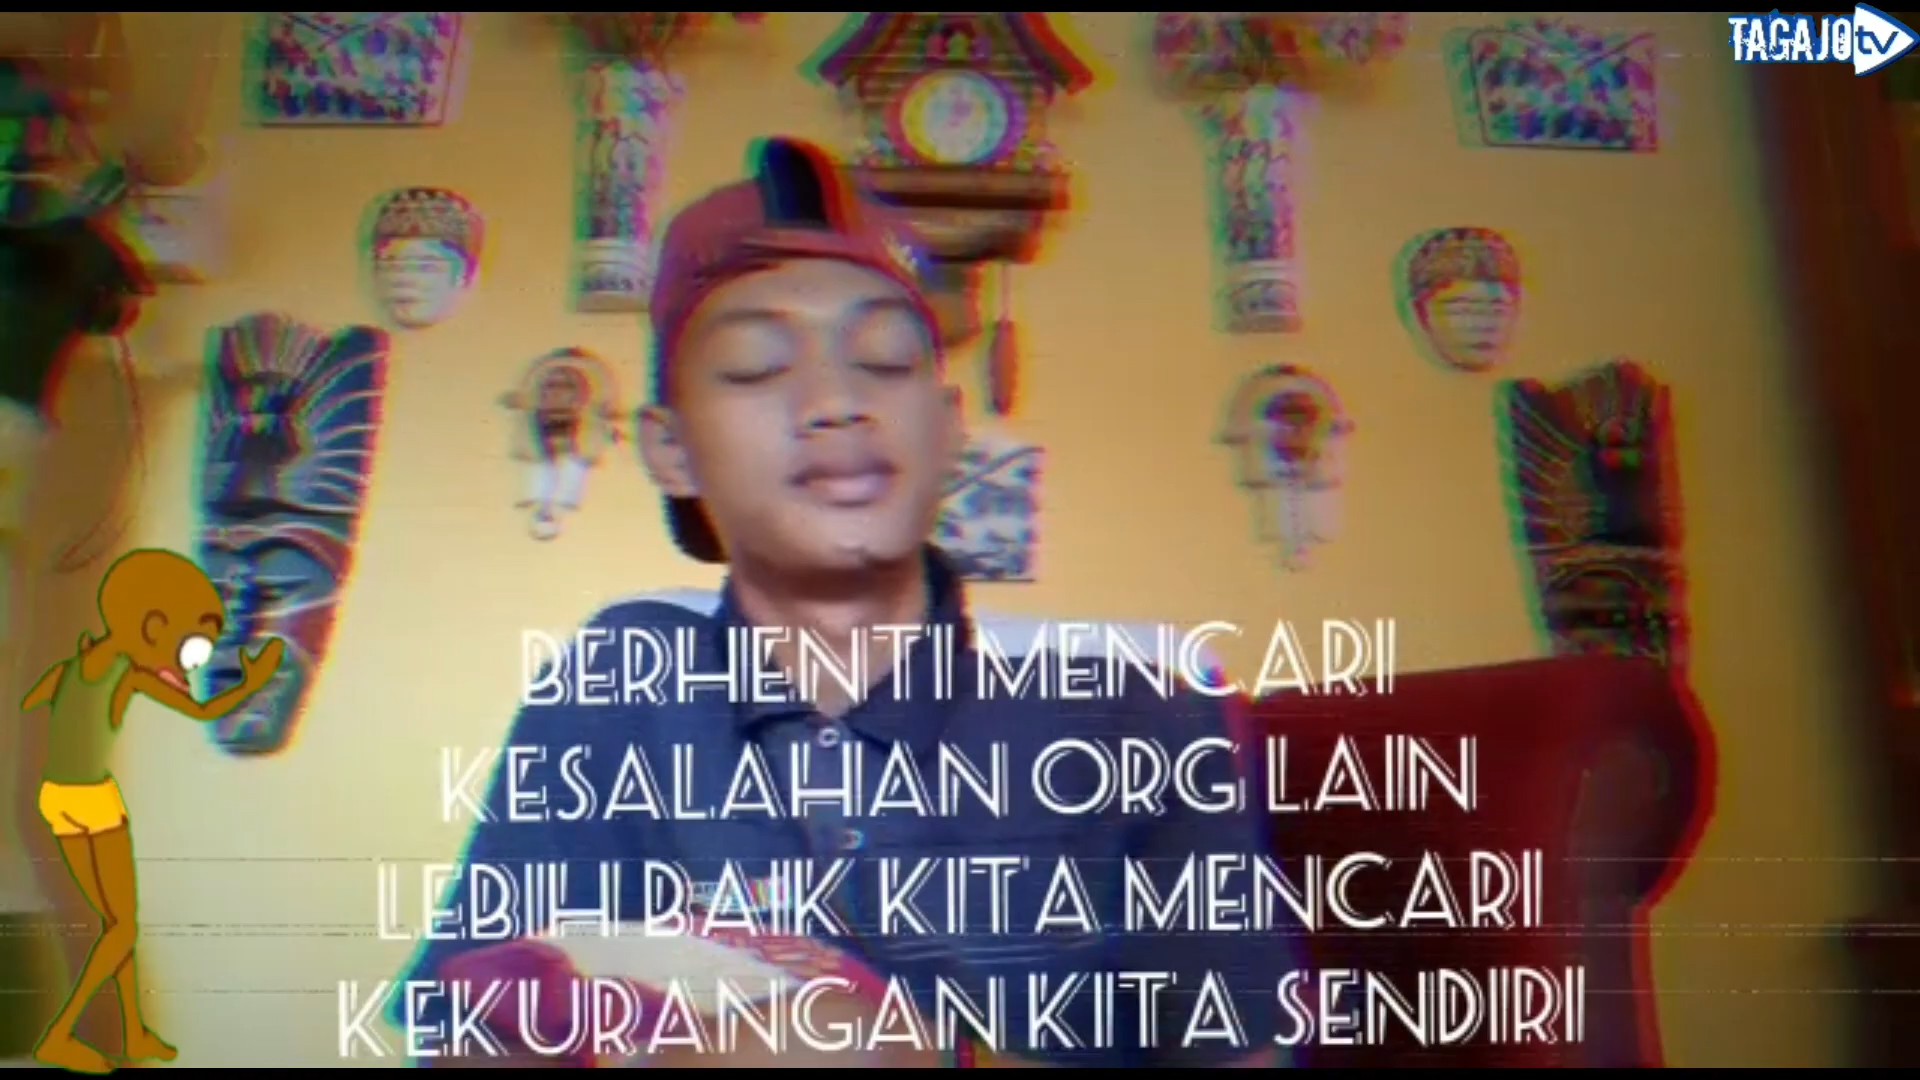 TAGAJO tv
BERHENTI MENCARI
KESALAHAN ORG LAIN
LEBIH BAIK KITA MENCARI
KEKURANGAN KITA SENDIRI